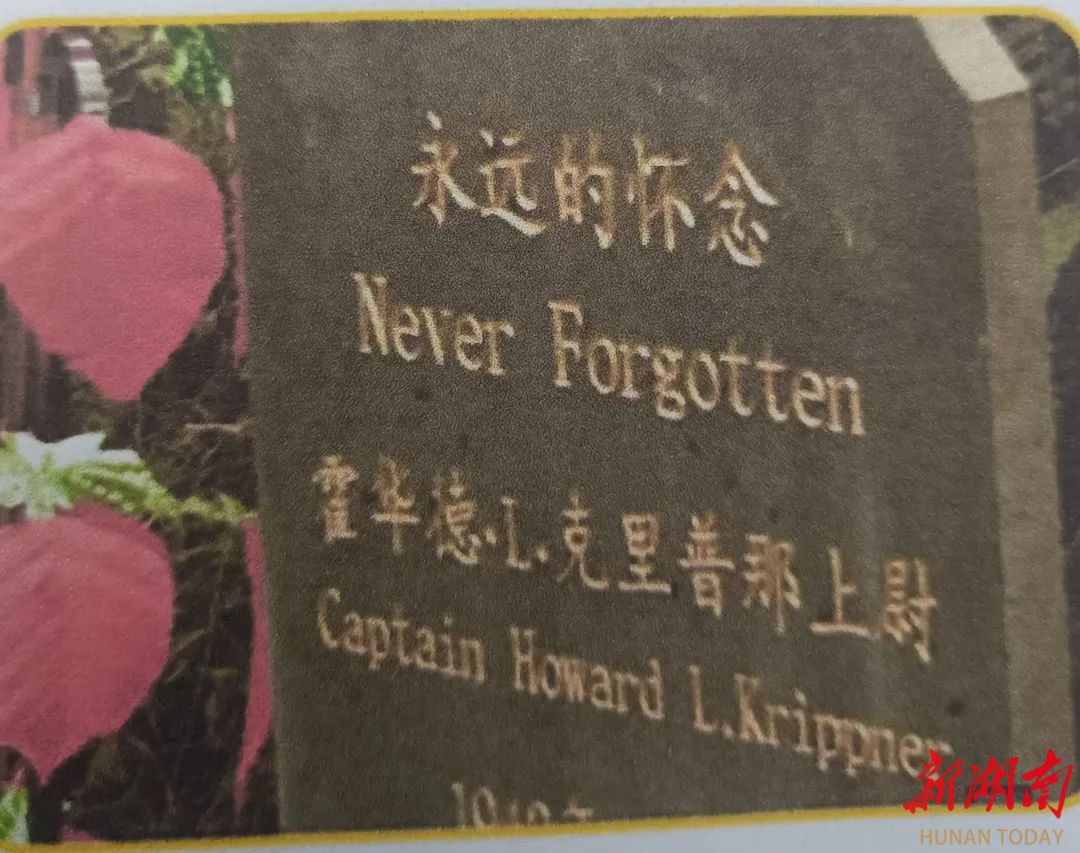 永远的怀念
Never Forgotten
霍华德.L.克里普那上尉
Captain Howard L.Krippner
新湖南
HUNAN TODAY